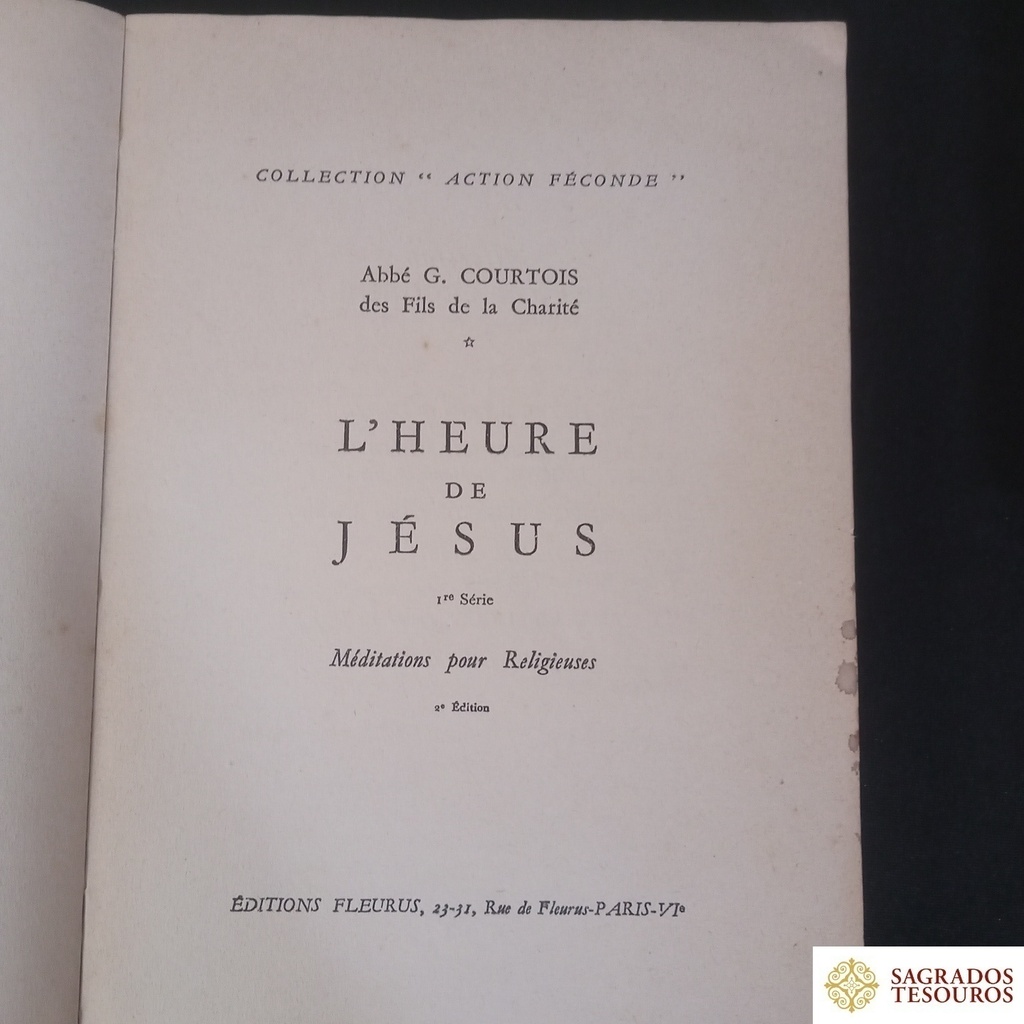 COLLECTION “ ACTION FÉCONDE ”
Abbé G. COURTOIS
des Fils de la Charité
☆
L’HEURE
DE
JÉSUS
1re Série
Méditations pour Religieuses
2e Édition
ÉDITIONS FLEURUS, 23-31, Rue de Fleurus-PARIS-VIe
SAGRADOS
TESOUROS